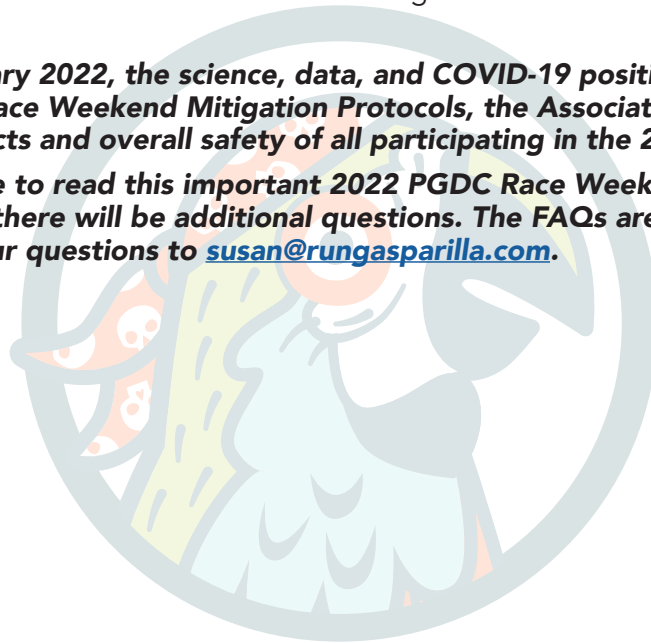 ary 2022, the science, data, and COVID-19 positi
ace Weekend Mitigation Protocols, the Associat
cts and overall safety of all participating in the 2
e to read this important 2022 PGDC Race Week
there will be additional questions. The FAQs are
ur questions to susan@rungasparilla.com.